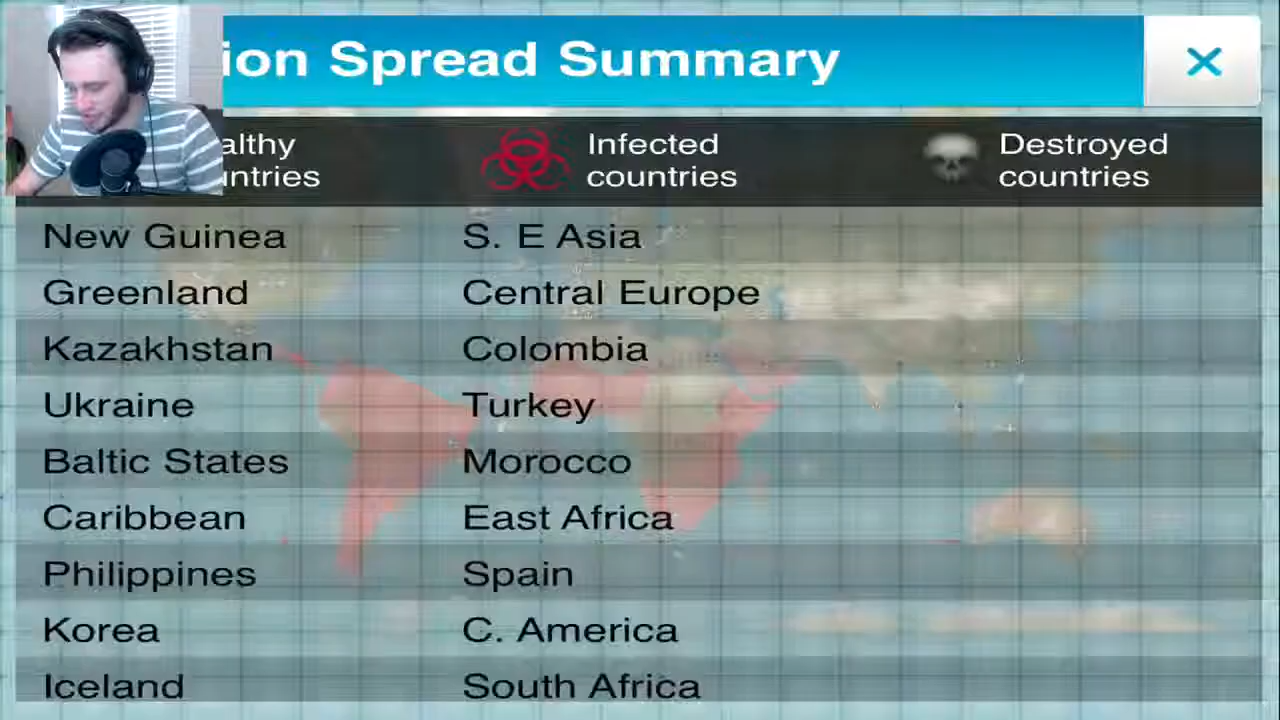 ion Spread Summary
althy
untries
Infected
countries
Destroyed
countries
New Guinea S. E Asia
Greenland Central Europe
Kazakhstan Colombia
Ukraine Turkey
Baltic States Morocco
Caribbean East Africa
Philippines Spain
Korea C. America
Iceland South Africa